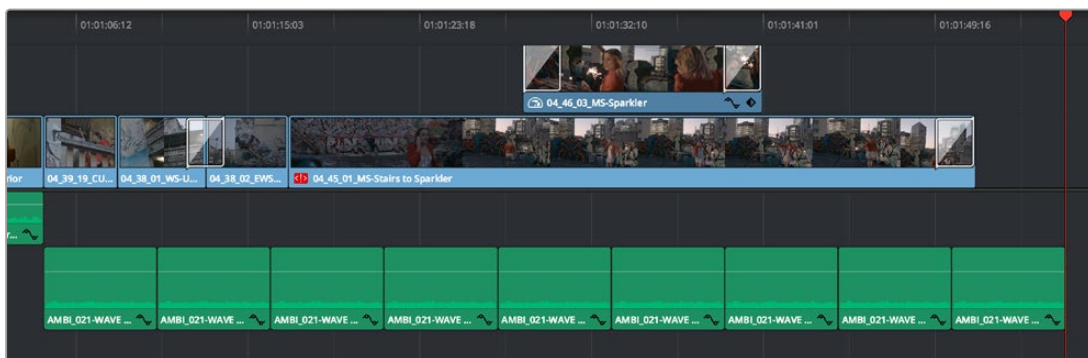 01:01:06:12 01:01:15:03 01:01:23:18 01:01:32:10 01:01:41:01 01:01:49:16
04_46_03_MS-Sparkler
rior 04_39_19_CU... 04_38_01_WS-U... 04_38_02_EWS... 04_45_01_MS-Stairs to Sparkler
r...
AMBI_021-WAVE ... AMBI_021-WAVE ... AMBI_021-WAVE ... AMBI_021-WAVE ... AMBI_021-WAVE ... AMBI_021-WAVE ... AMBI_021-WAVE ... AMBI_021-WAVE ... AMBI_021-WAVE ...